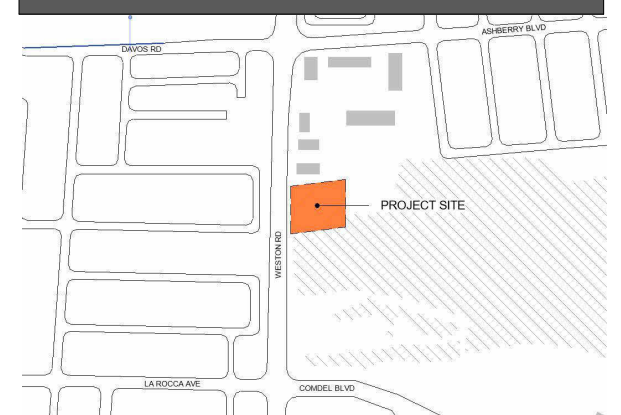 ASHBERRY BLVD
DAVOS RD
PROJECT SITE
WESTON RD
LA ROCCA AVE
COMDEL BLVD